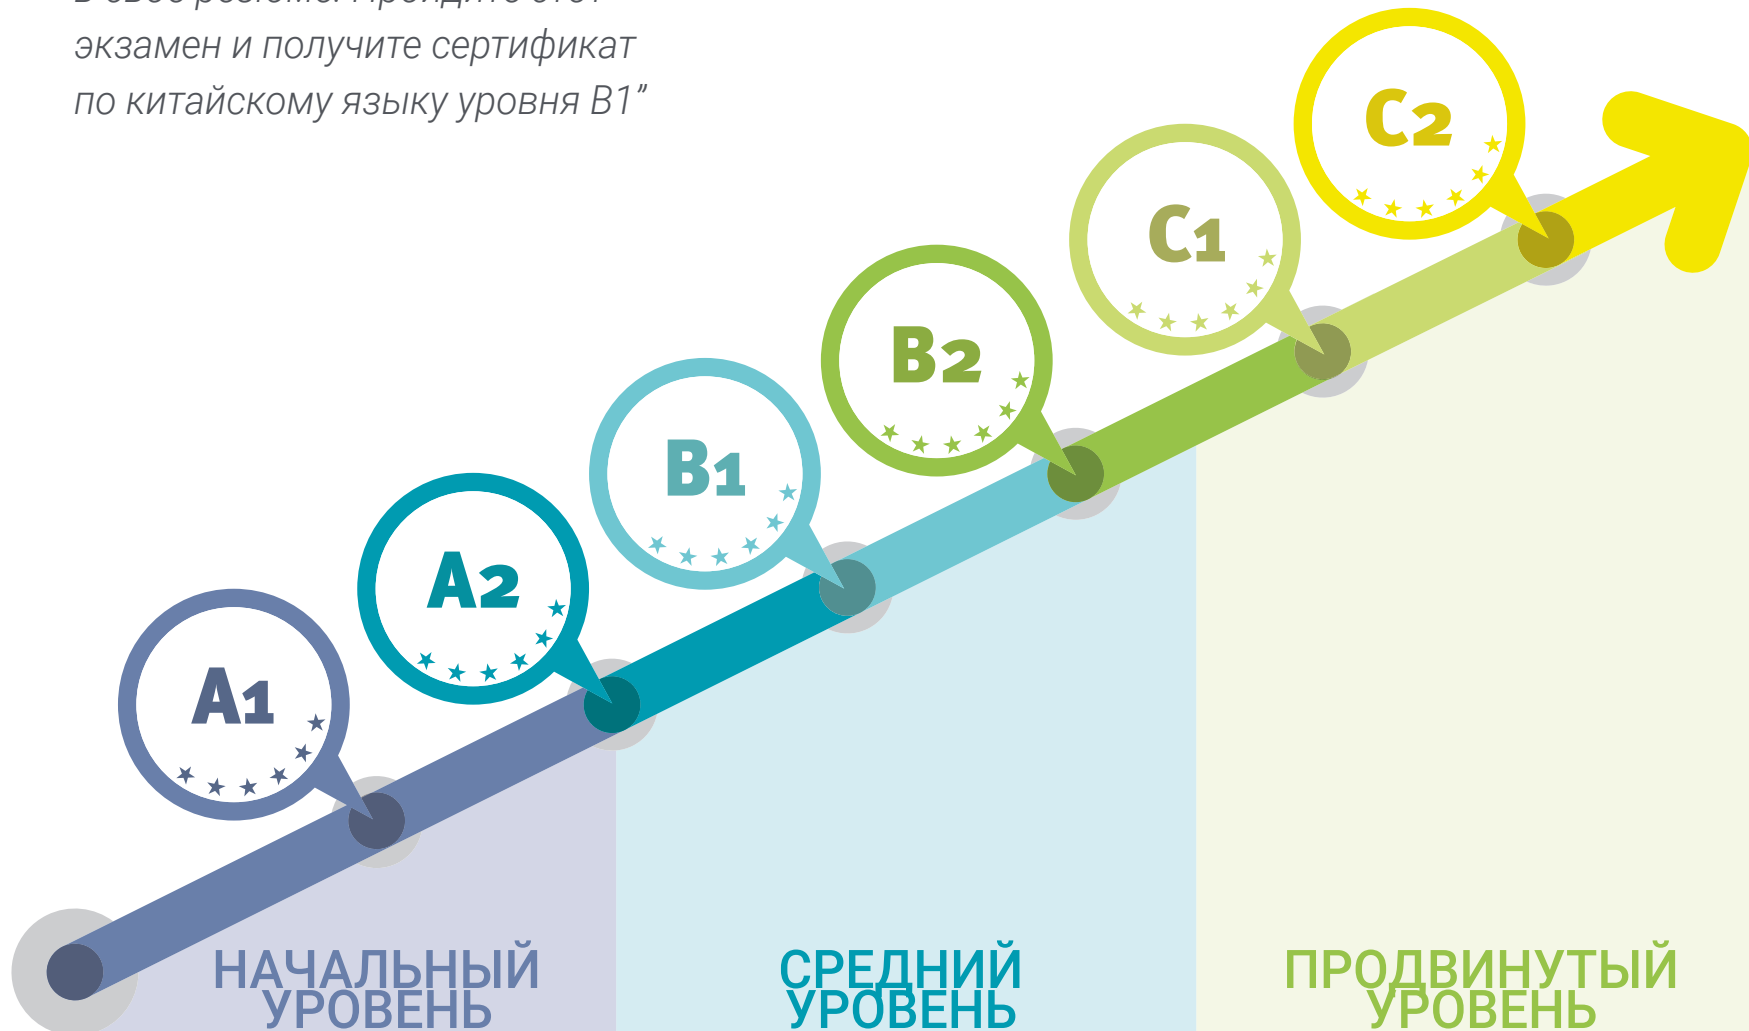 экзамен и получите сертификат
по китайскому языку уровня B1”
C2
C1
B2
B1
A2
A1
НАЧАЛЬНЫЙ
УРОВЕНЬ
СРЕДНИЙ
УРОВЕНЬ
ПРОДВИНУТЫЙ
УРОВЕНЬ